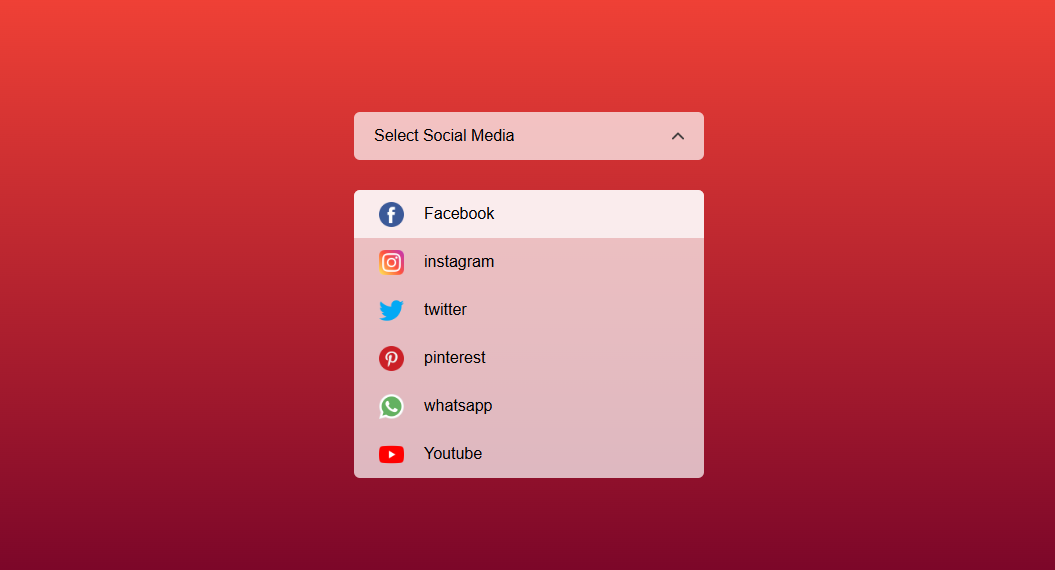 Select Social Media
Facebook
instagram
twitter
pinterest
whatsapp
Youtube